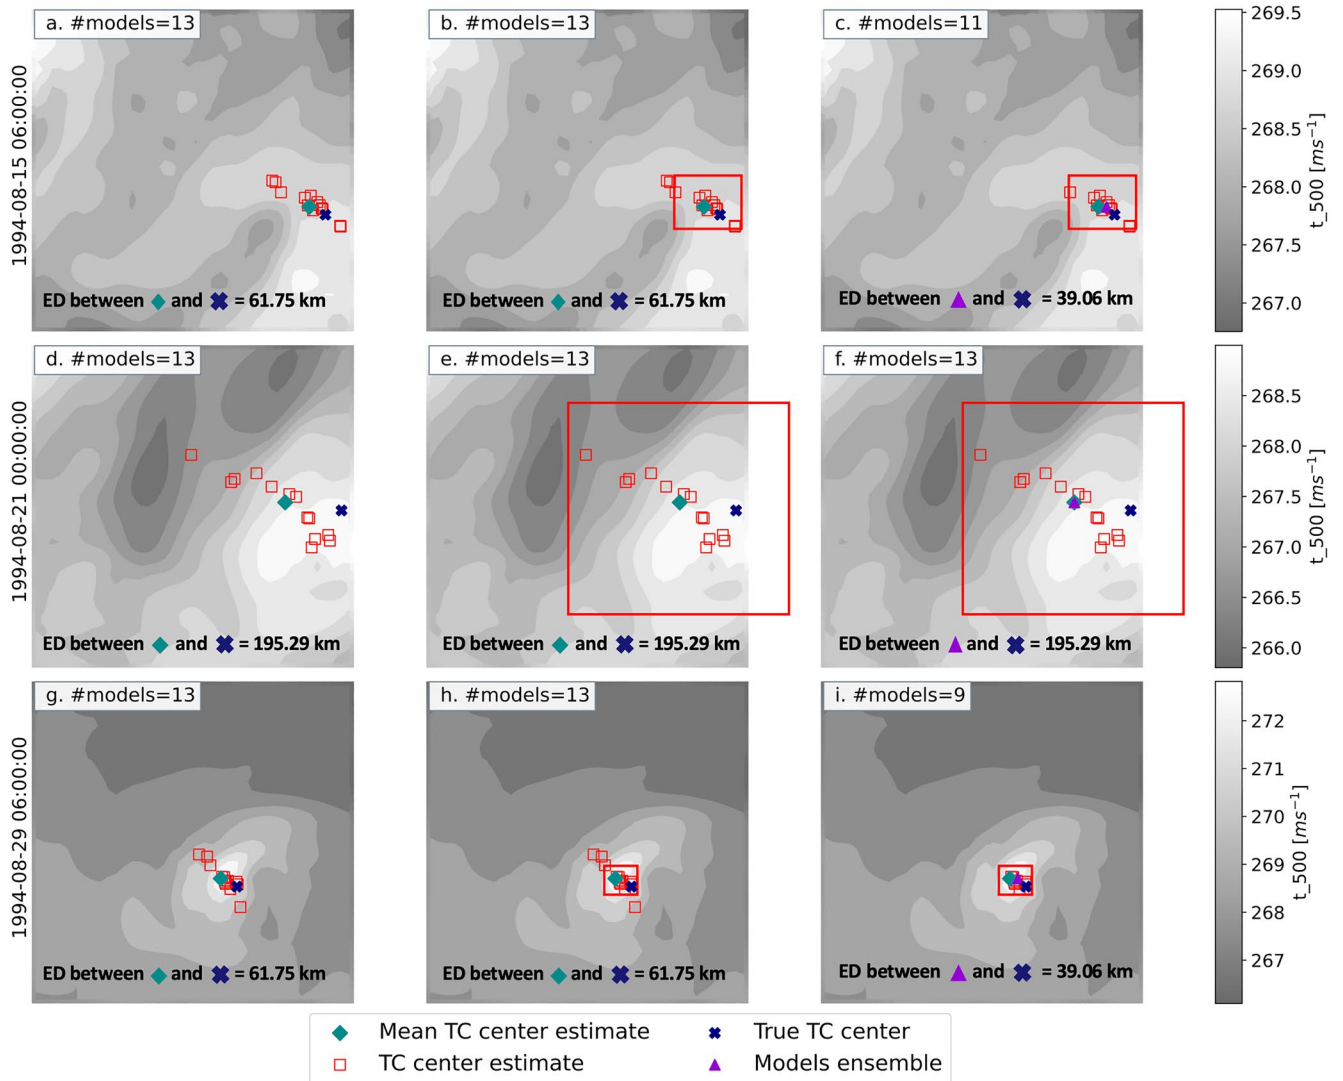 a. #models=13
b. #models=13
c. #models=11
1994-08-15 06:00:00
ED between and = 61.75 km
ED between and = 61.75 km
ED between and = 39.06 km
269.5
269.0
268.5
268.0
267.5
267.0
t_500 [ms⁻¹]
d. #models=13
e. #models=13
f. #models=13
1994-08-21 00:00:00
ED between and = 195.29 km
ED between and = 195.29 km
ED between and = 195.29 km
268.5
268.0
267.5
267.0
266.5
266.0
t_500 [ms⁻¹]
g. #models=13
h. #models=13
i. #models=9
1994-08-29 06:00:00
ED between and = 61.75 km
ED between and = 61.75 km
ED between and = 39.06 km
272
271
270
269
268
267
t_500 [ms⁻¹]
Mean TC center estimate
True TC center
TC center estimate
Models ensemble